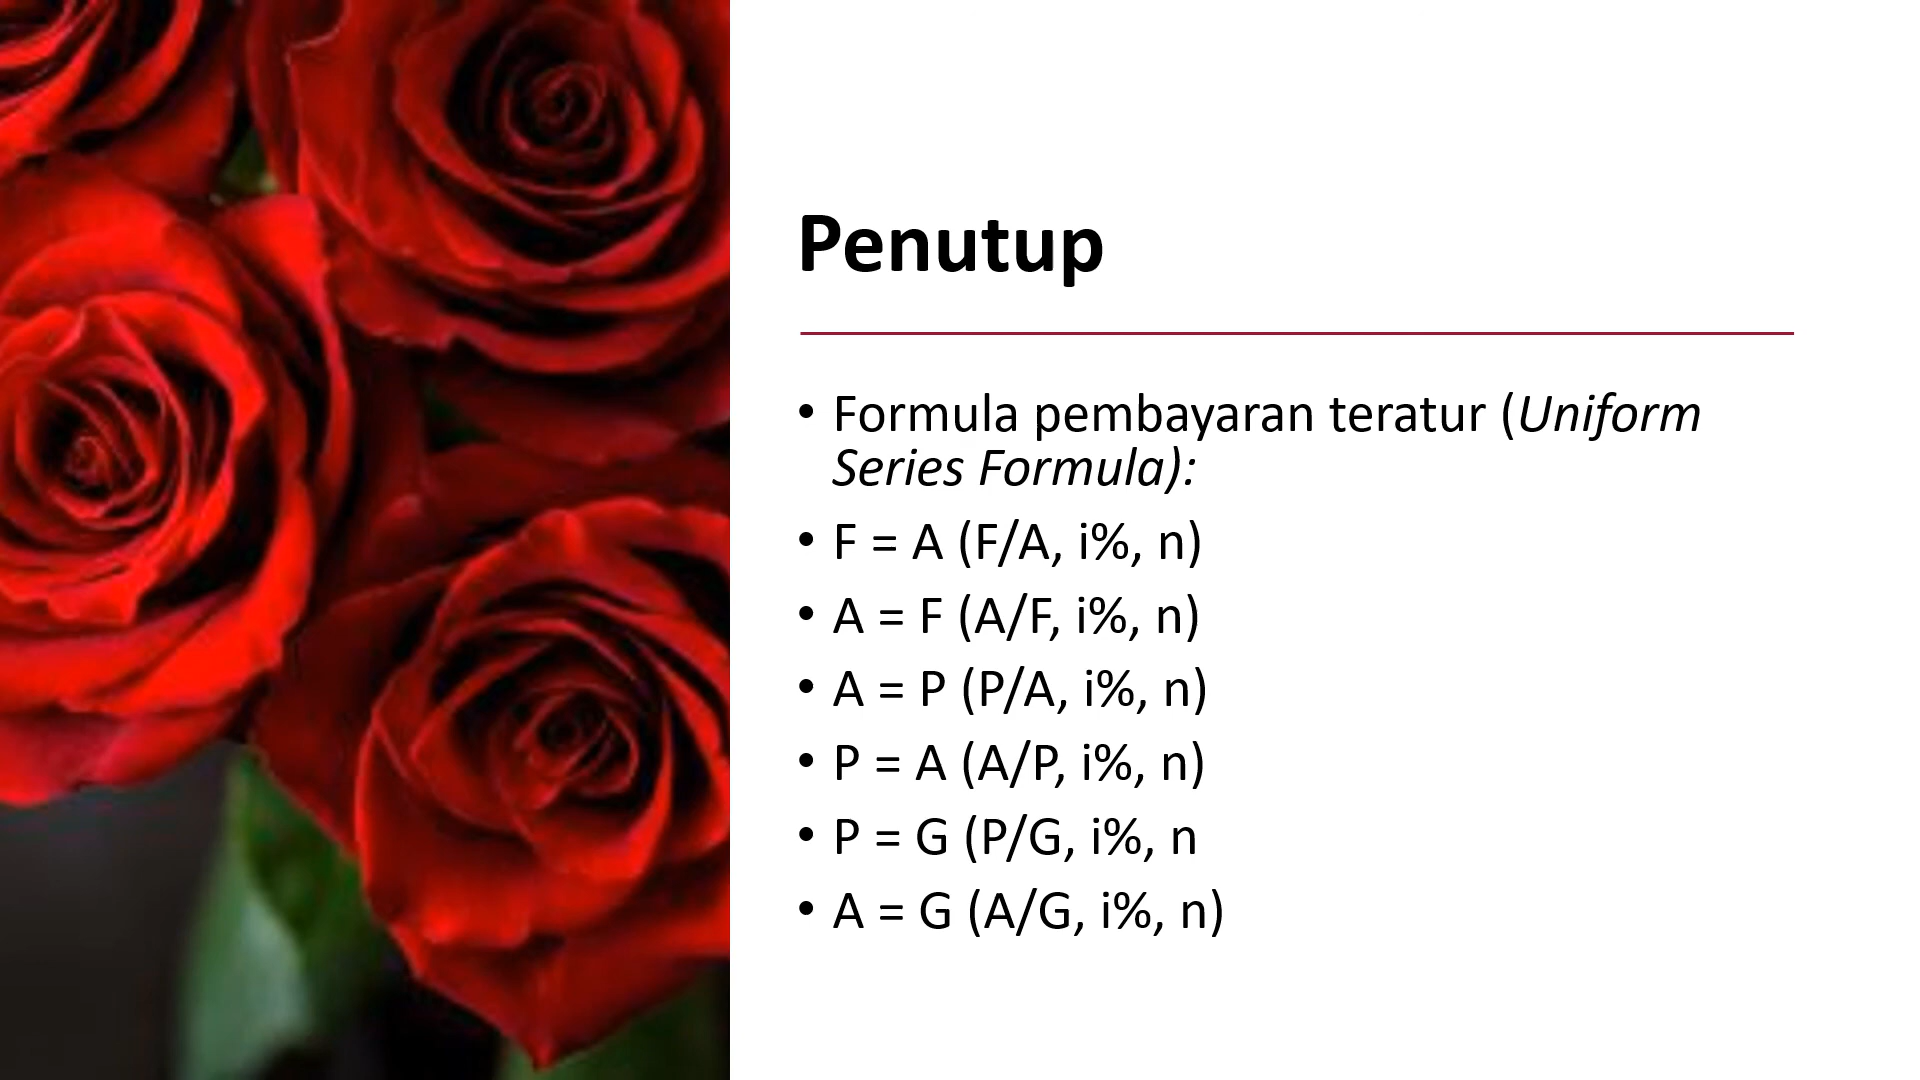 Penutup
• Formula pembayaran teratur (Uniform
Series Formula):
• F = A (F/A, i%, n)
• A = F (A/F, i%, n)
• A = P (P/A, i%, n)
• P = A (A/P, i%, n)
• P = G (P/G, i%, n
• A = G (A/G, i%, n)